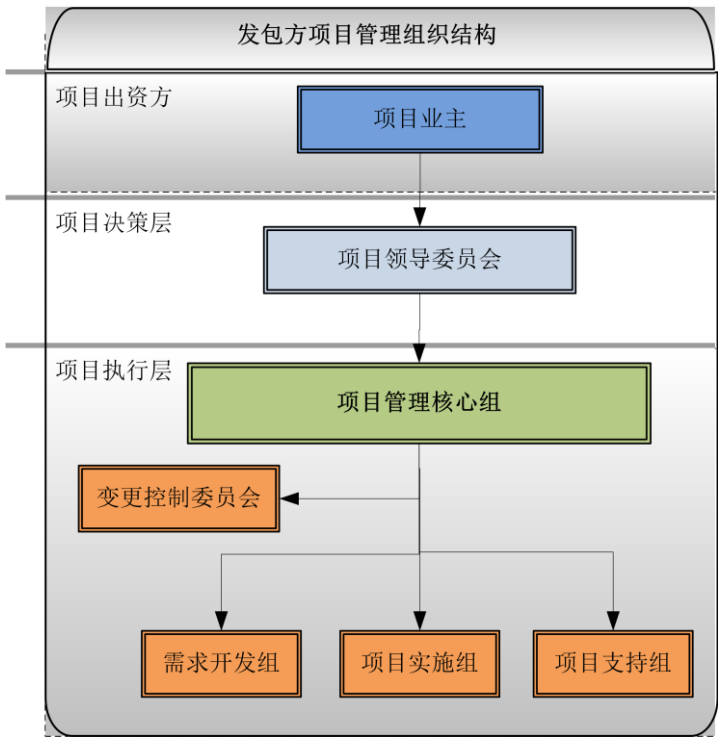 发包方项目管理组织结构
项目出资方
项目业主
项目决策层
项目领导委员会
项目执行层
项目管理核心组
变更控制委员会
需求开发组
项目实施组
项目支持组